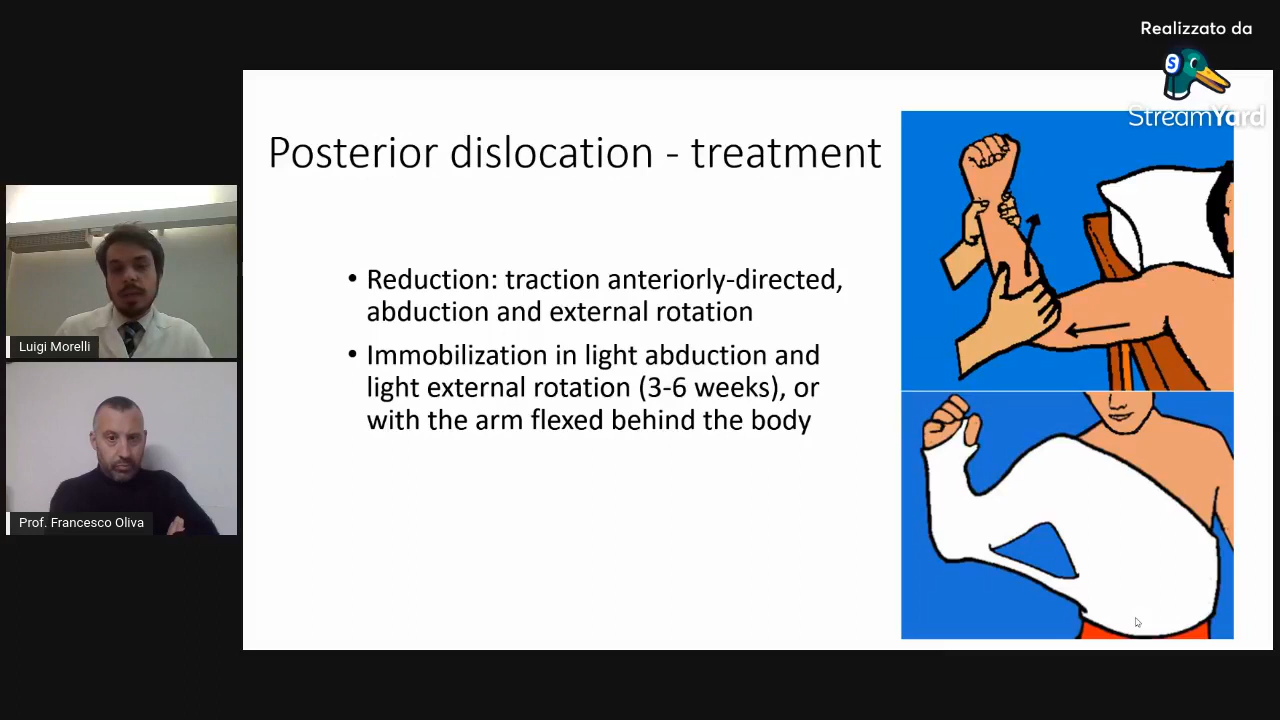 Realizzato da
StreamYard
Posterior dislocation - treatment
• Reduction: traction anteriorly-directed,
abduction and external rotation
• Immobilization in light abduction and
light external rotation (3-6 weeks), or
with the arm flexed behind the body
Luigi Morelli
Prof. Francesco Oliva